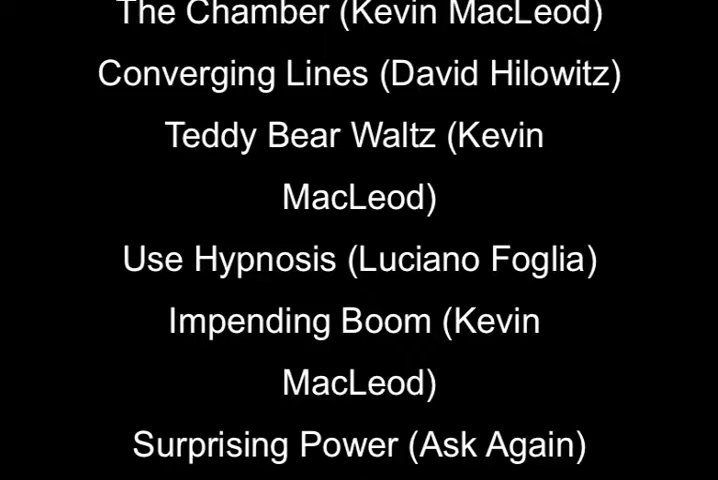 The Chamber (Kevin MacLeod)
Converging Lines (David Hilowitz)
Teddy Bear Waltz (Kevin
MacLeod)
Use Hypnosis (Luciano Foglia)
Impending Boom (Kevin
MacLeod)
Surprising Power (Ask Again)